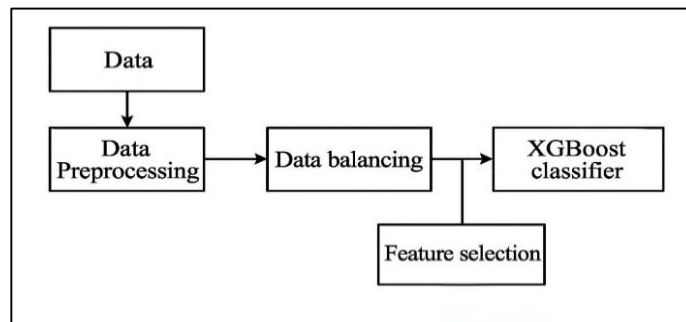 Data
Data
Preprocessing
Data balancing
XGBoost
classifier
Feature selection